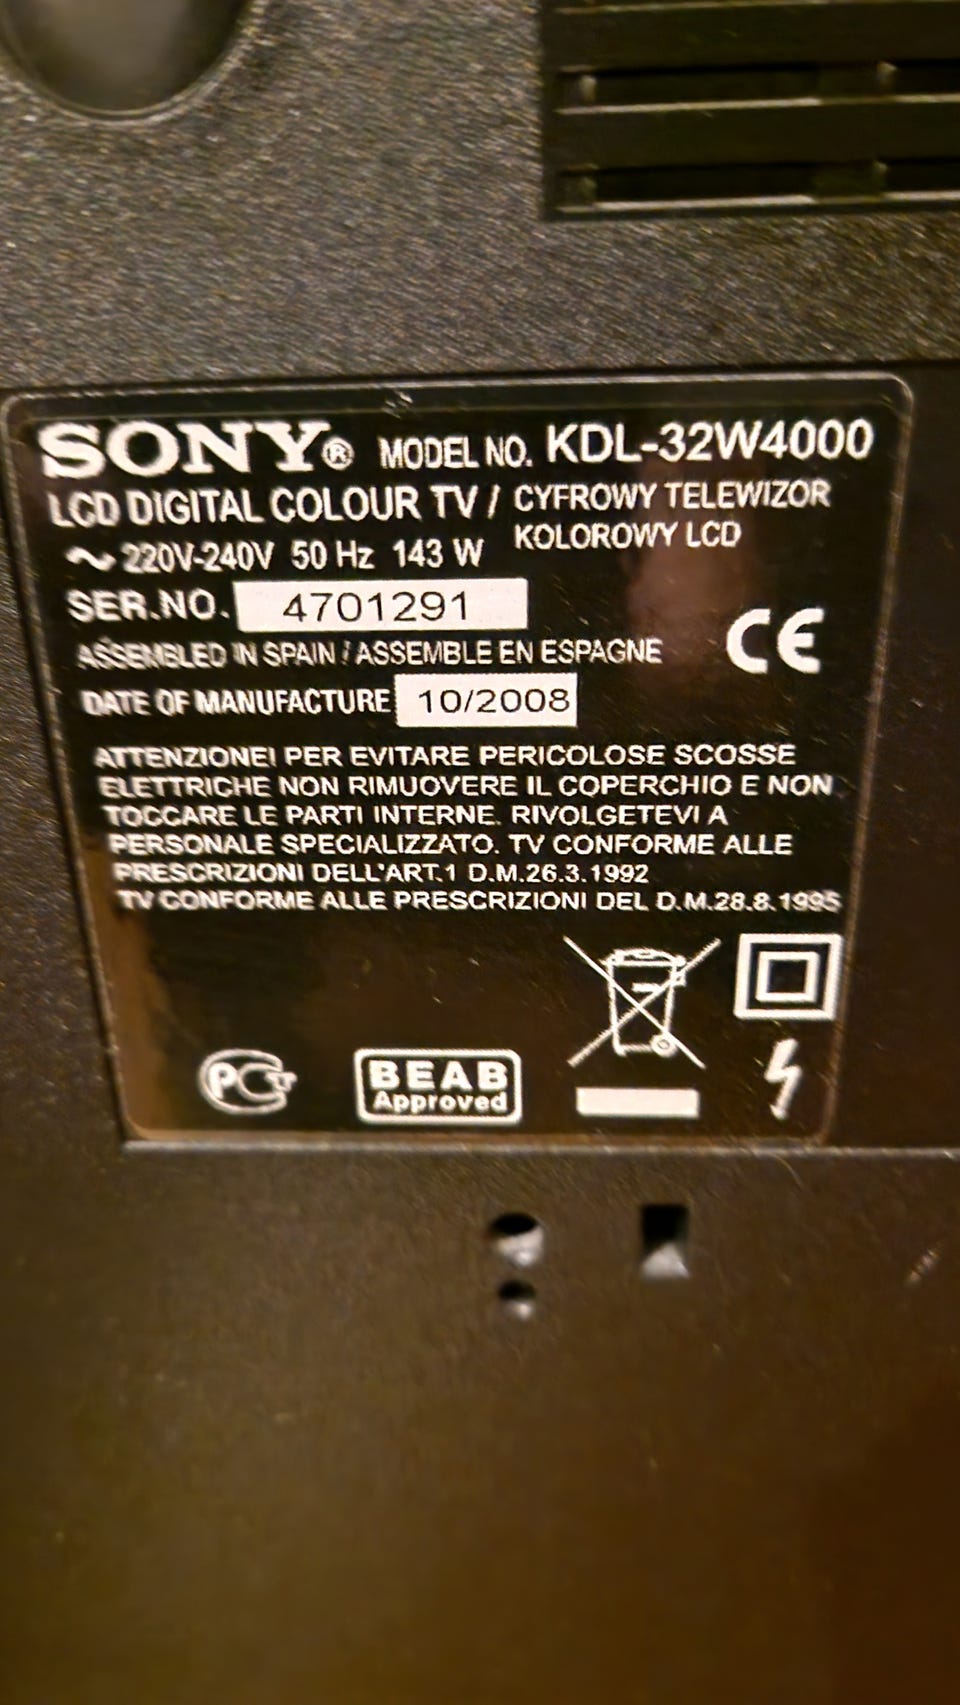 SONY® MODEL NO. KDL-32W4000
LCD DIGITAL COLOUR TV / CYFROWY TELEWIZOR
KOLOROWY LCD
~ 220V-240V 50 Hz 143 W
SER.NO. 4701291
ASSEMBLED IN SPAIN / ASSEMBLE EN ESPAGNE
CE
DATE OF MANUFACTURE 10/2008
ATTENZIONEI PER EVITARE PERICOLOSE SCOSSE
ELETTRICHE NON RIMUOVERE IL COPERCHIO E NON
TOCCARE LE PARTI INTERNE. RIVOLGETEVI A
PERSONALE SPECIALIZZATO. TV CONFORME ALLE
PRESCRIZIONI DELL'ART.1 D.M.26.3.1992
TV CONFORME ALLE PRESCRIZIONI DEL D.M.28.8.1995
PCT
BEAB
Approved